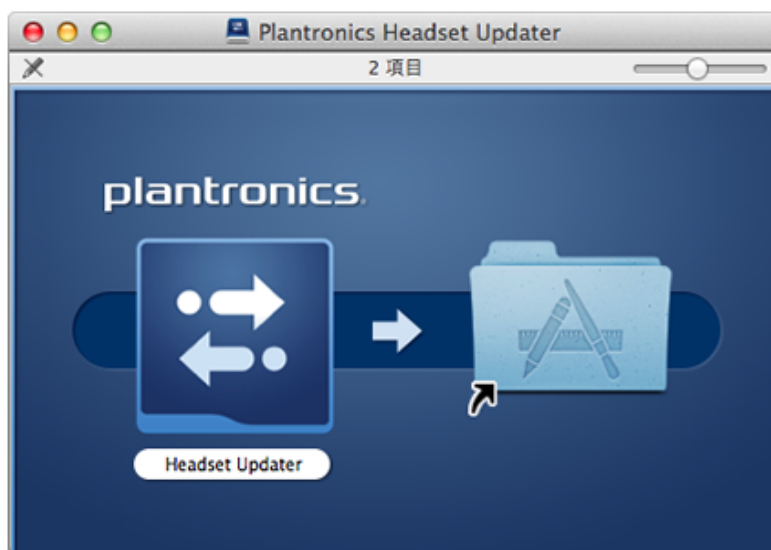 Plantronics Headset Updater
2 項目
plantronics.
Headset Updater